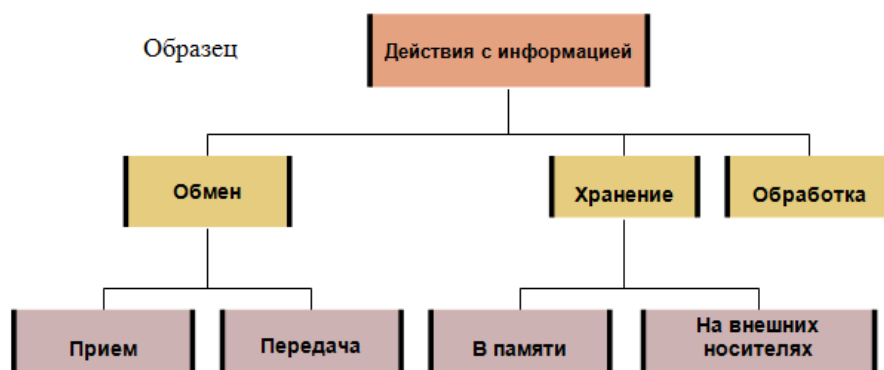 Образец
Действия с информацией
Обмен
Хранение
Обработка
Прием
Передача
В памяти
На внешних
носителях